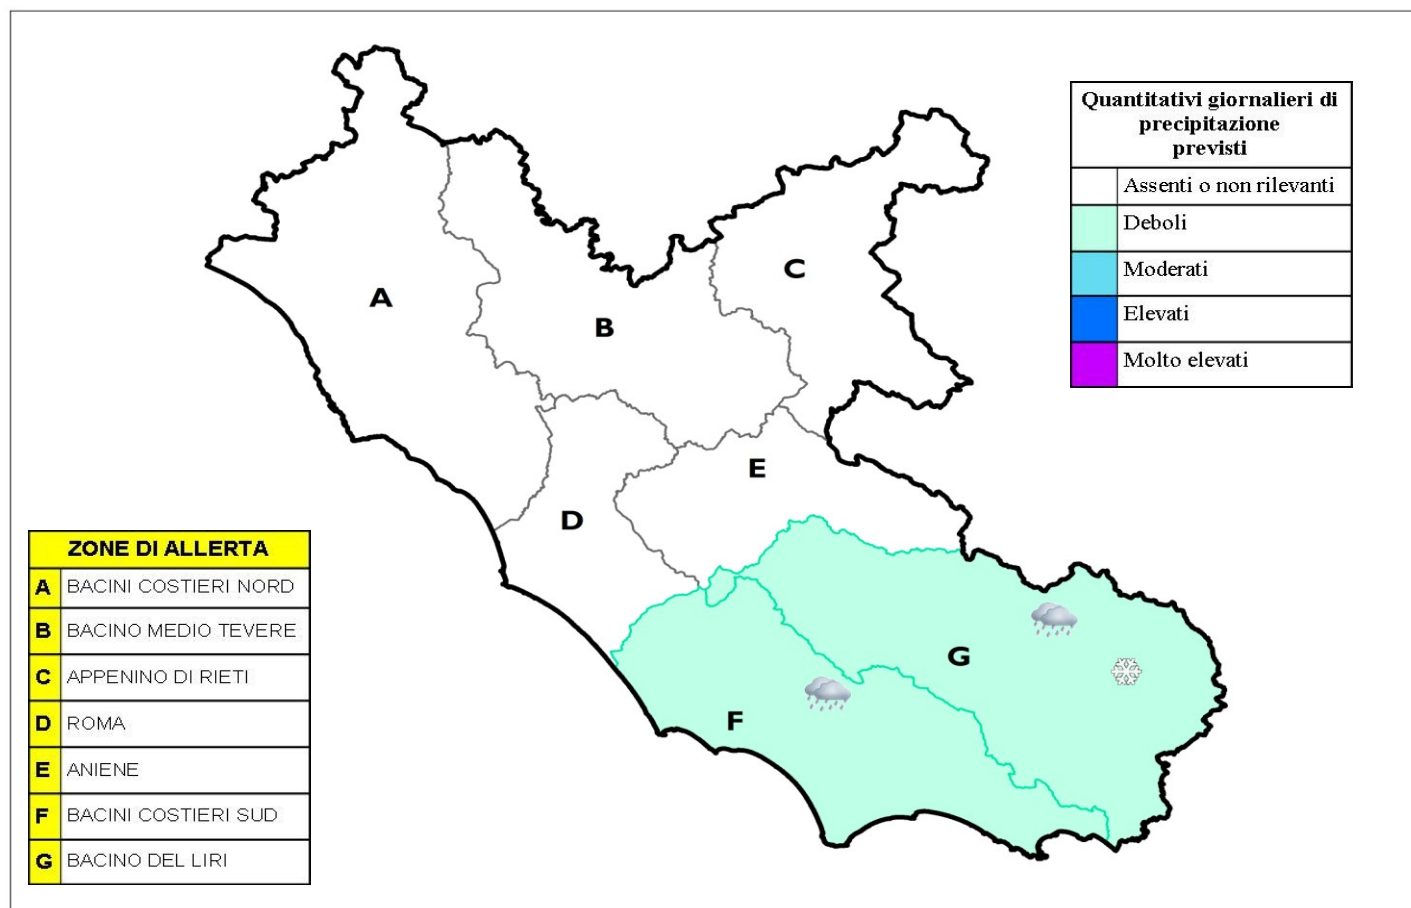 Quantitativi giornalieri di
precipitazione
previsti
Assenti o non rilevanti
Deboli
Moderati
Elevati
Molto elevati
A
B
C
D
E
F
G
ZONE DI ALLERTA
A BACINI COSTIERI NORD
B BACINO MEDIO TEVERE
C APPENINO DI RIETI
D ROMA
E ANIENE
F BACINI COSTIERI SUD
G BACINO DEL LIRI